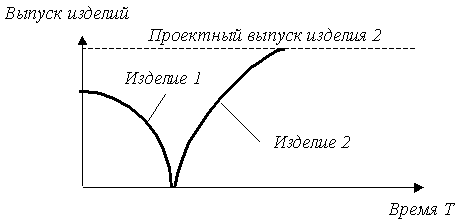 Выпуск изделий
Проектный выпуск изделия 2
Изделие 1
Изделие 2
Время Т